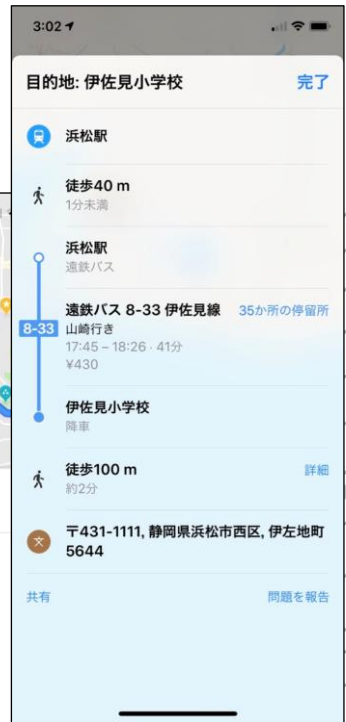 3:02
目的地: 伊佐見小学校 完了
浜松駅
徒歩40 m
1分未満
浜松駅
遠鉄バス
遠鉄バス 8-33 伊佐見線 35か所の停留所
8-33 山崎行き
17:45 – 18:26 · 41分
¥430
伊佐見小学校
降車
徒歩100 m 詳細
約2分
文 〒431-1111, 静岡県浜松市西区, 伊左地町
5644
共有 問題を報告